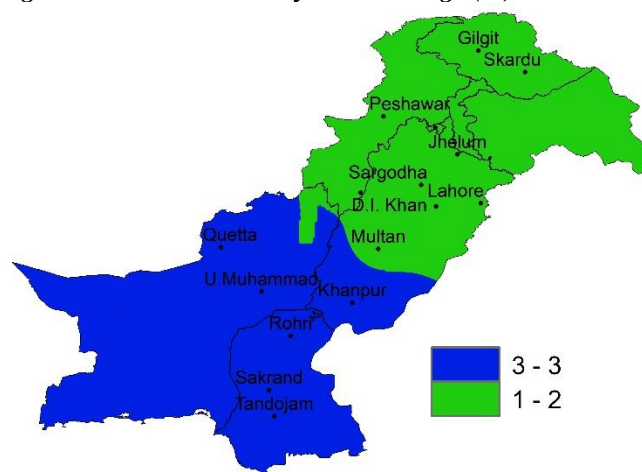 Gilgit
Skardu
Peshawar
Jhelum
Sargodha
Lahore
D.I. Khan
Multan
Quetta
U.Muhammad
Khanpur
Rohri
Sakrand
Tandojam
3 - 3
1 - 2